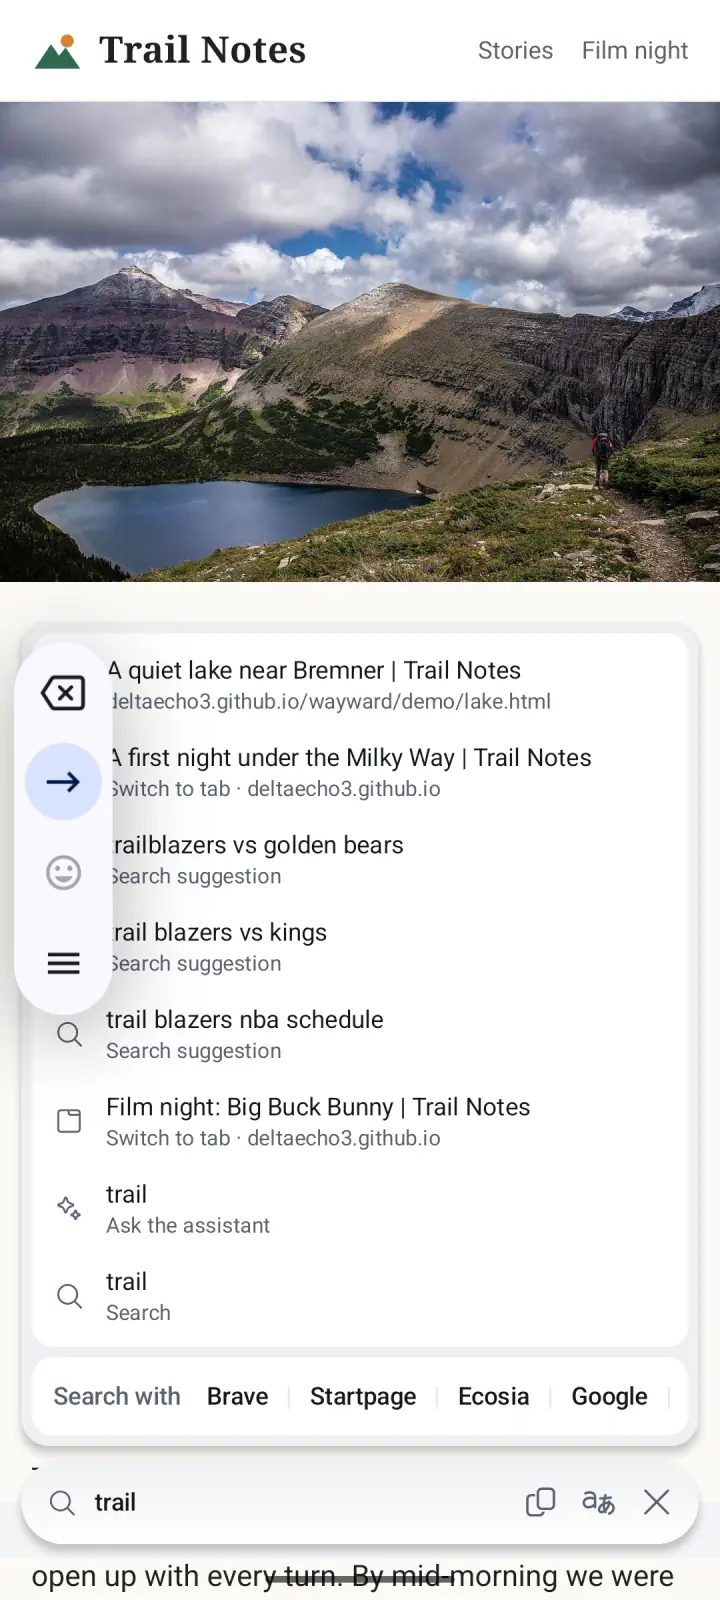 Trail Notes
Stories
Film night
A quiet lake near Bremner | Trail Notes
deltaecho3.github.io/wayward/demo/lake.html
A first night under the Milky Way | Trail Notes
Switch to tab · deltaecho3.github.io
trailblazers vs golden bears
Search suggestion
trail blazers vs kings
Search suggestion
trail blazers nba schedule
Search suggestion
Film night: Big Buck Bunny | Trail Notes
Switch to tab · deltaecho3.github.io
trail
Ask the assistant
trail
Search
Search with
Brave
Startpage
Ecosia
Google
trail
aあ
open up with every turn. By mid-morning we were